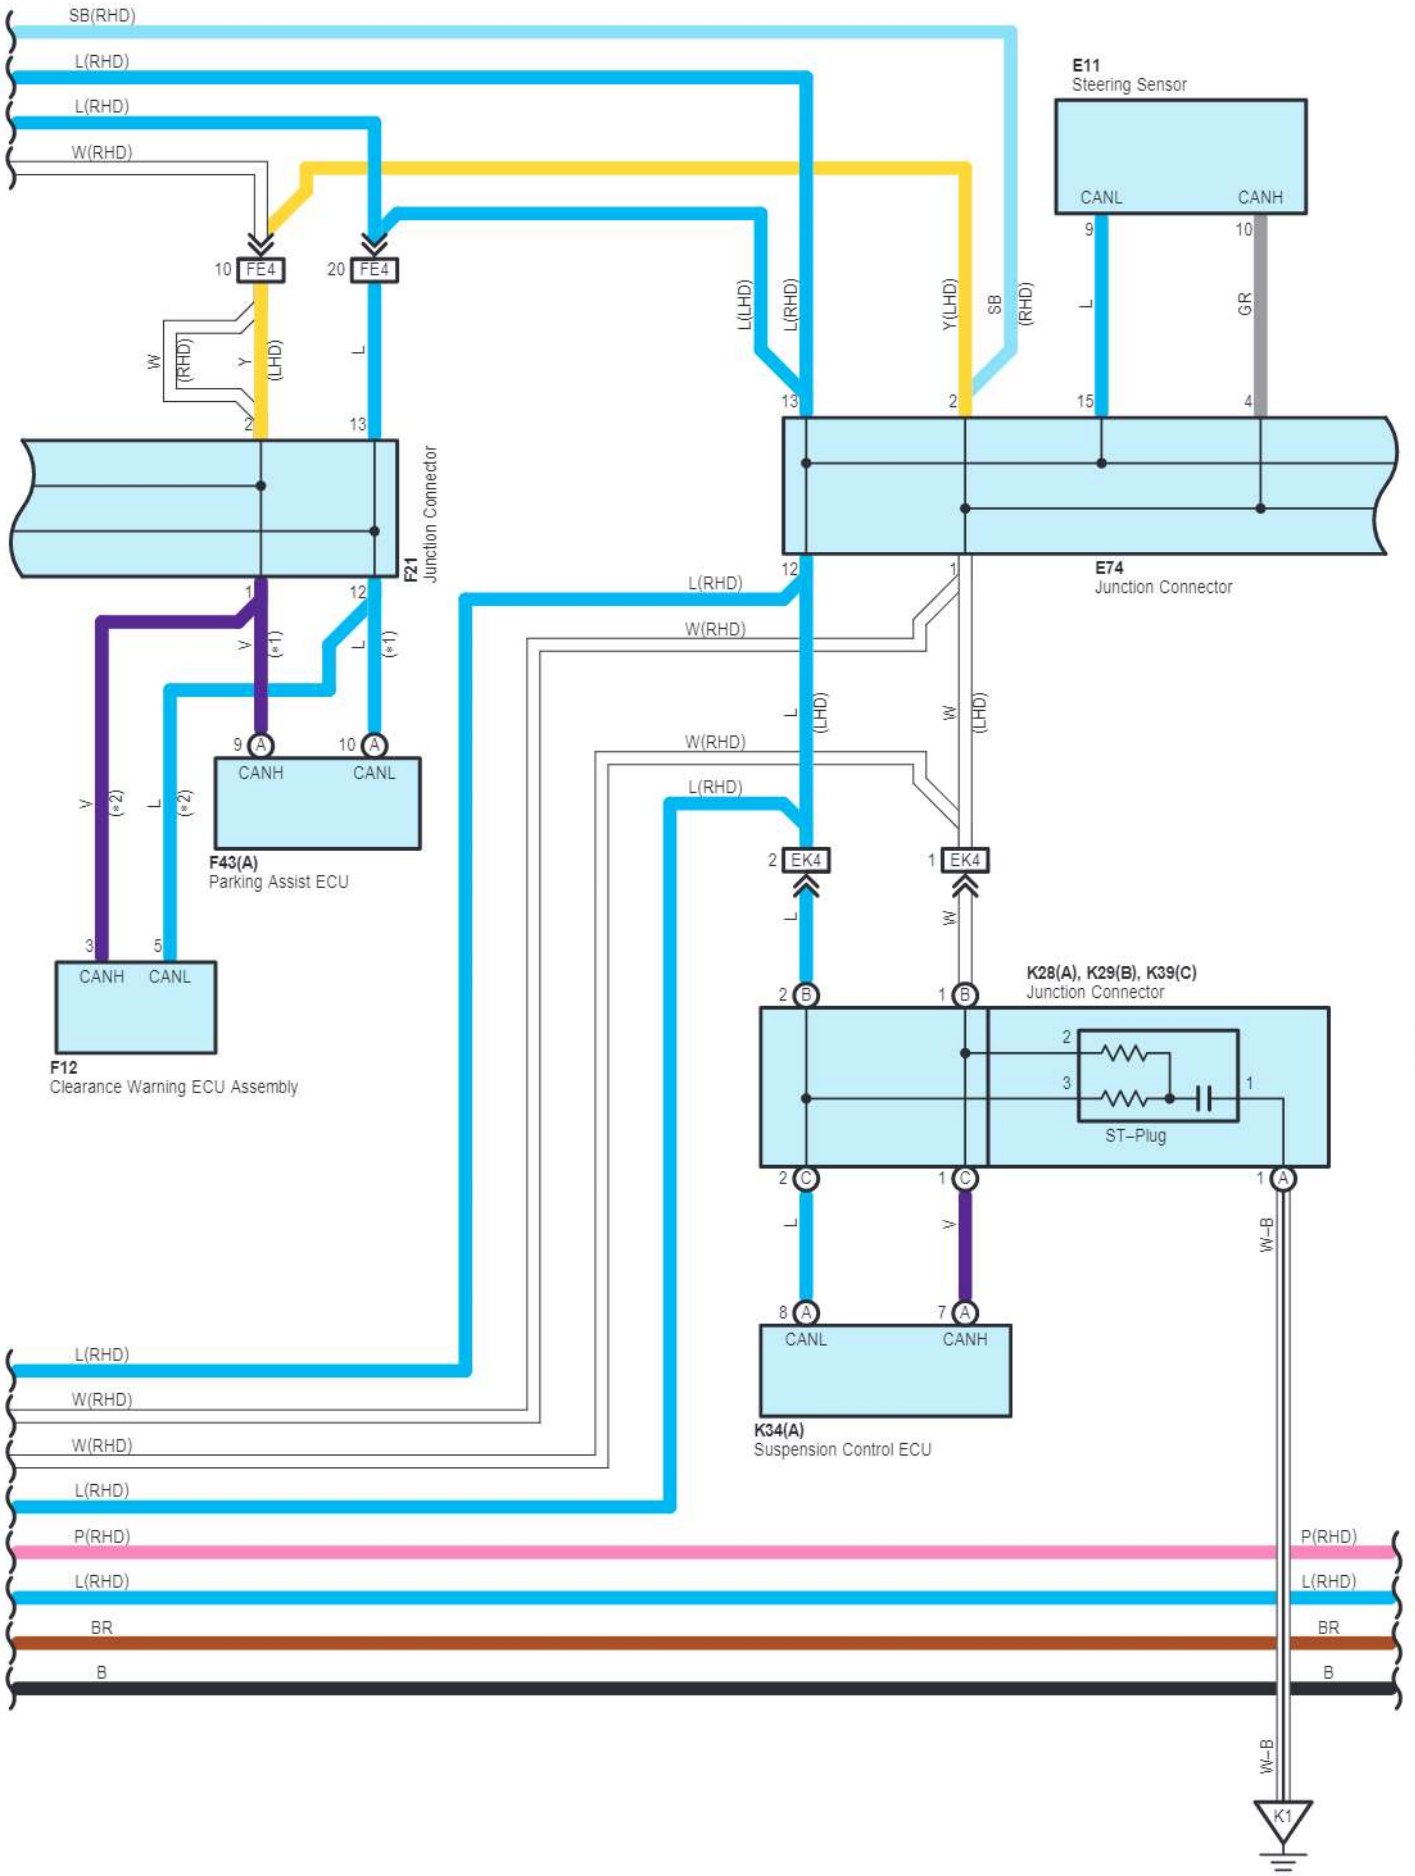 SB(RHD)
L(RHD)
L(RHD)
W(RHD)
E11
Steering Sensor
CANL
CANH
9
10
10
FE4
20
FE4
W
(RHD)
Y
(LHD)
L
L(LHD)
L(RHD)
Y(LHD)
SB
(RHD)
L
GR
2
13
13
2
15
4
F21
Junction Connector
E74
Junction Connector
1
12
12
1
L(RHD)
W(RHD)
V
(*1)
L
(*1)
L
(LHD)
W
(LHD)
9
A
10
A
CANH
CANL
F43(A)
Parking Assist ECU
W(RHD)
L(RHD)
V
(*2)
L
(*2)
2
EK4
1
EK4
L
W
3
5
CANH
CANL
F12
Clearance Warning ECU Assembly
K28(A), K29(B), K39(C)
Junction Connector
2
B
1
B
2
3
1
ST-Plug
2
C
1
C
1
A
L
V
W-B
8
A
7
A
CANL
CANH
K34(A)
Suspension Control ECU
L(RHD)
W(RHD)
W(RHD)
L(RHD)
P(RHD)
P(RHD)
L(RHD)
L(RHD)
BR
BR
B
B
W-B
K1